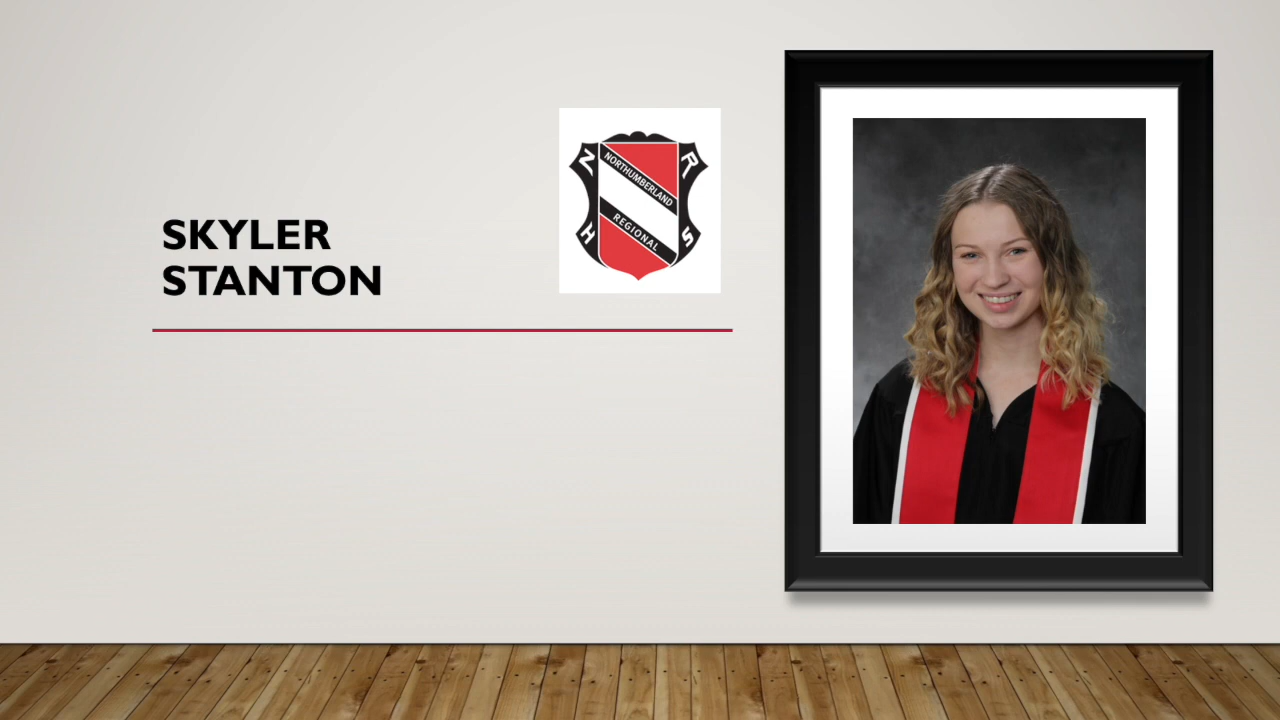 SKYLER
STANTON
N R
NORTHUMBERLAND
REGIONAL
H S